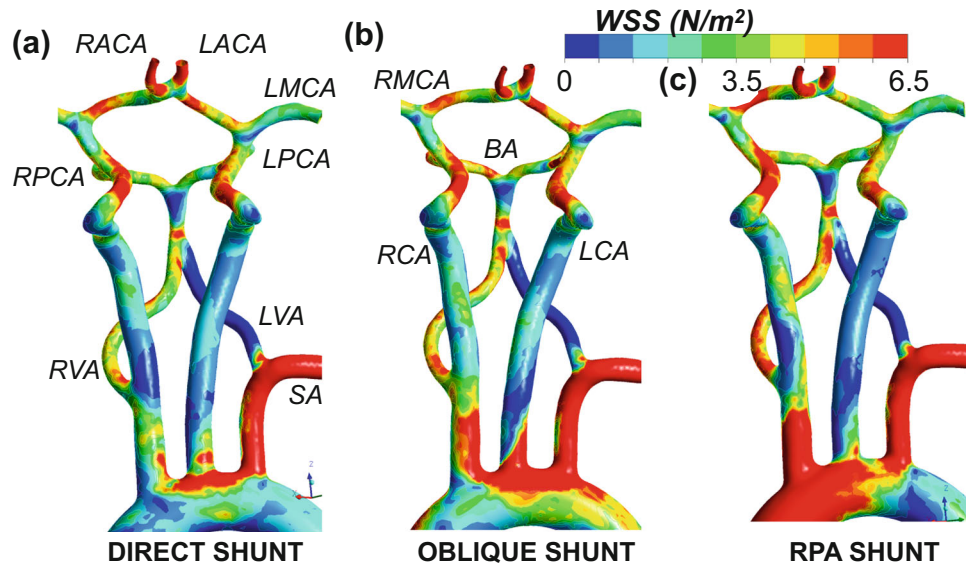 WSS (N/m²)
(a)
RACA
LACA
(b)
0
3.5
6.5
(c)
LMCA
RMCA
BA
LPCA
RPCA
RCA
LCA
LVA
RVA
SA
z
DIRECT SHUNT
OBLIQUE SHUNT
RPA SHUNT